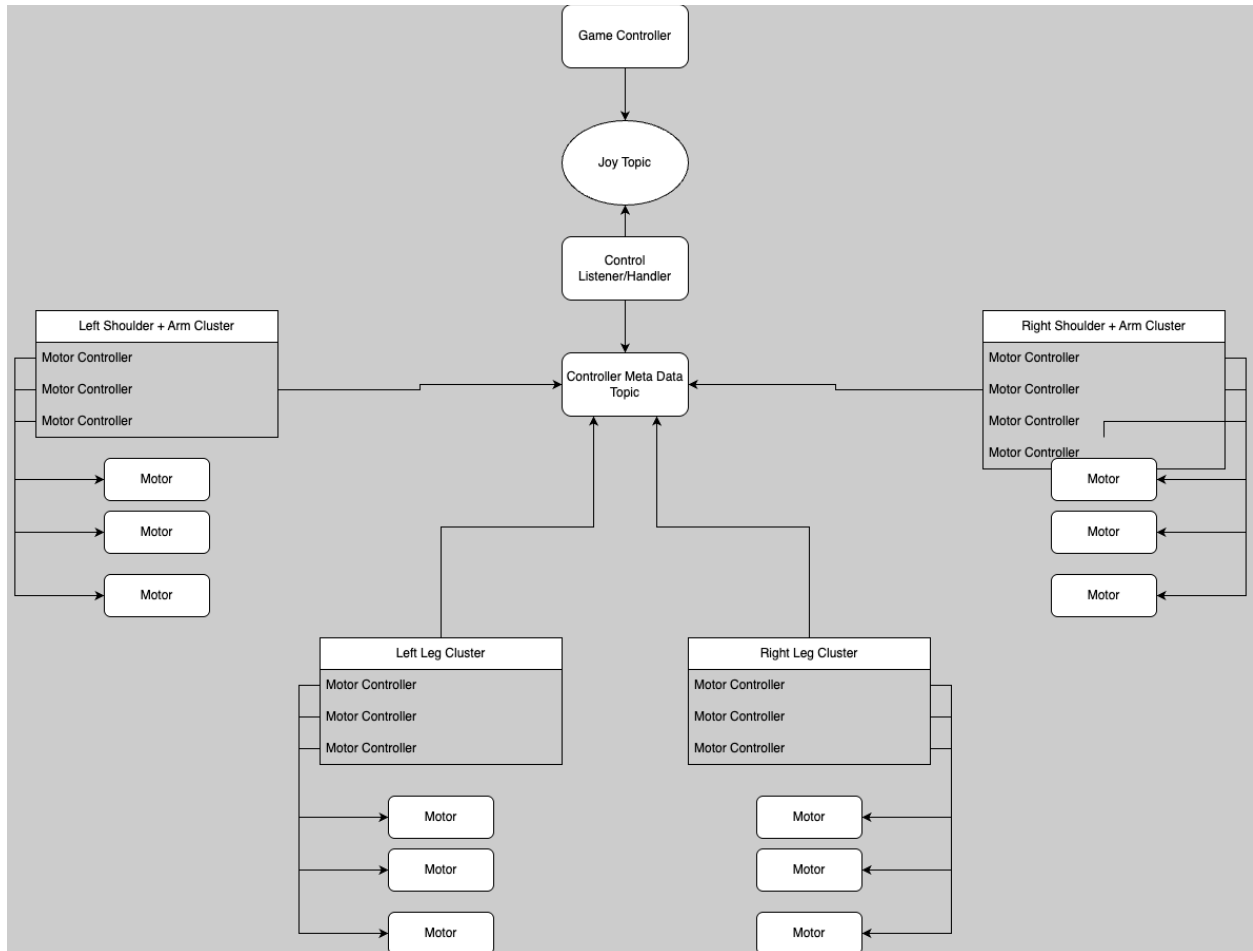 Game Controller
Joy Topic
Control
Listener/Handler
Controller Meta Data
Topic
Left Shoulder + Arm Cluster
Motor Controller
Motor Controller
Motor Controller
Motor
Motor
Motor
Right Shoulder + Arm Cluster
Motor Controller
Motor Controller
Motor Controller
Motor Controller
Motor
Motor
Motor
Left Leg Cluster
Motor Controller
Motor Controller
Motor Controller
Motor
Motor
Motor
Right Leg Cluster
Motor Controller
Motor Controller
Motor Controller
Motor
Motor
Motor